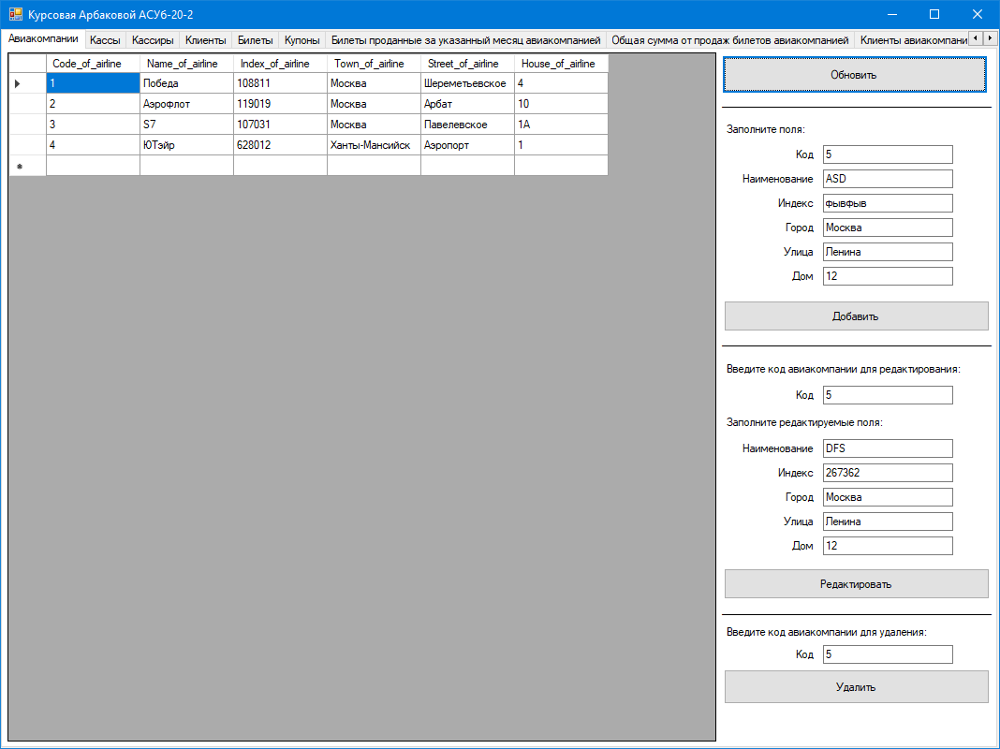 Курсовая Арбаковой АСУб-20-2
Авиакомпании Кассы Кассиры Клиенты Билеты Купоны Билеты проданные за указанный месяц авиакомпанией Общая сумма от продаж билетов авиакомпанией Клиенты авиакомпани
Code_of_airline Name_of_airline Index_of_airline Town_of_airline Street_of_airline House_of_airline
1 Победа 108811 Москва Шереметьевское 4
2 Аэрофлот 119019 Москва Арбат 10
3 S7 107031 Москва Павелевское 1А
4 ЮТэйр 628012 Ханты-Мансийск Аэропорт 1
Обновить
Заполните поля:
Код 5
Наименование ASD
Индекс фывфыв
Город Москва
Улица Ленина
Дом 12
Добавить
Введите код авиакомпании для редактирования:
Код 5
Заполните редактируемые поля:
Наименование DFS
Индекс 267362
Город Москва
Улица Ленина
Дом 12
Редактировать
Введите код авиакомпании для удаления:
Код 5
Удалить